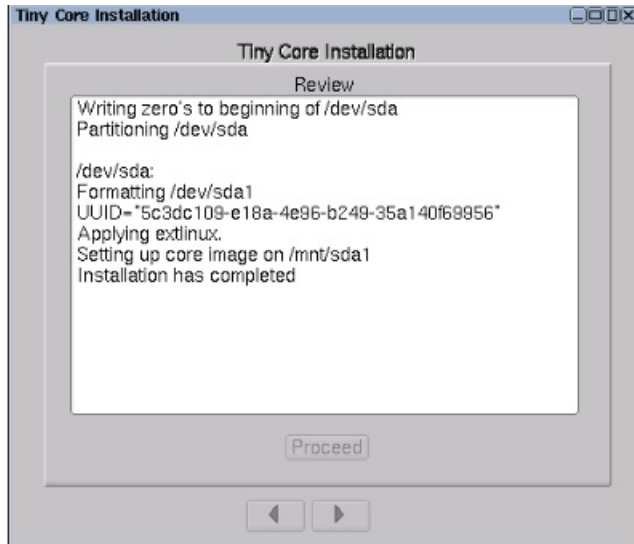 Tiny Core Installation
Tiny Core Installation
Review
Writing zero's to beginning of /dev/sda
Partitioning /dev/sda
/dev/sda:
Formatting /dev/sda1
UUID="5c3dc109-e18a-4e96-b249-35a140f69956"
Applying extlinux.
Setting up core image on /mnt/sda1
Installation has completed
Proceed